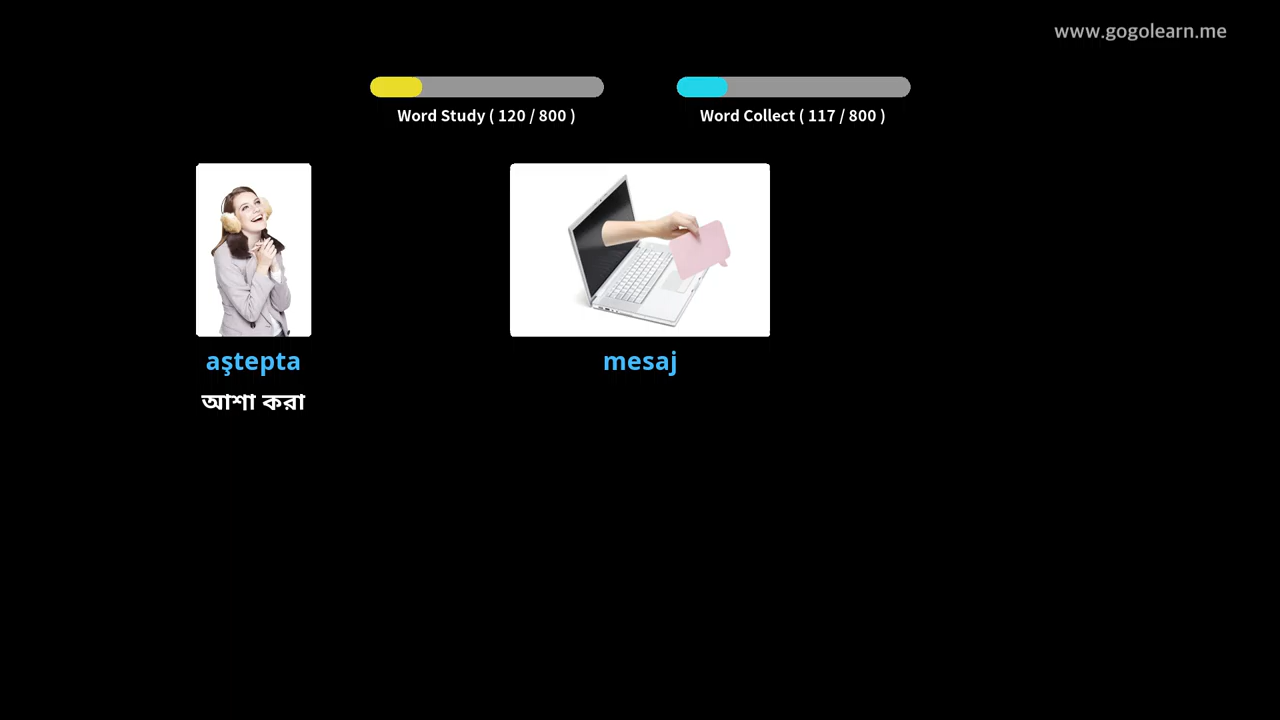 www.gogolearn.me
Word Study ( 120 / 800 )
Word Collect ( 117 / 800 )
aştepta
mesaj
আশা করা